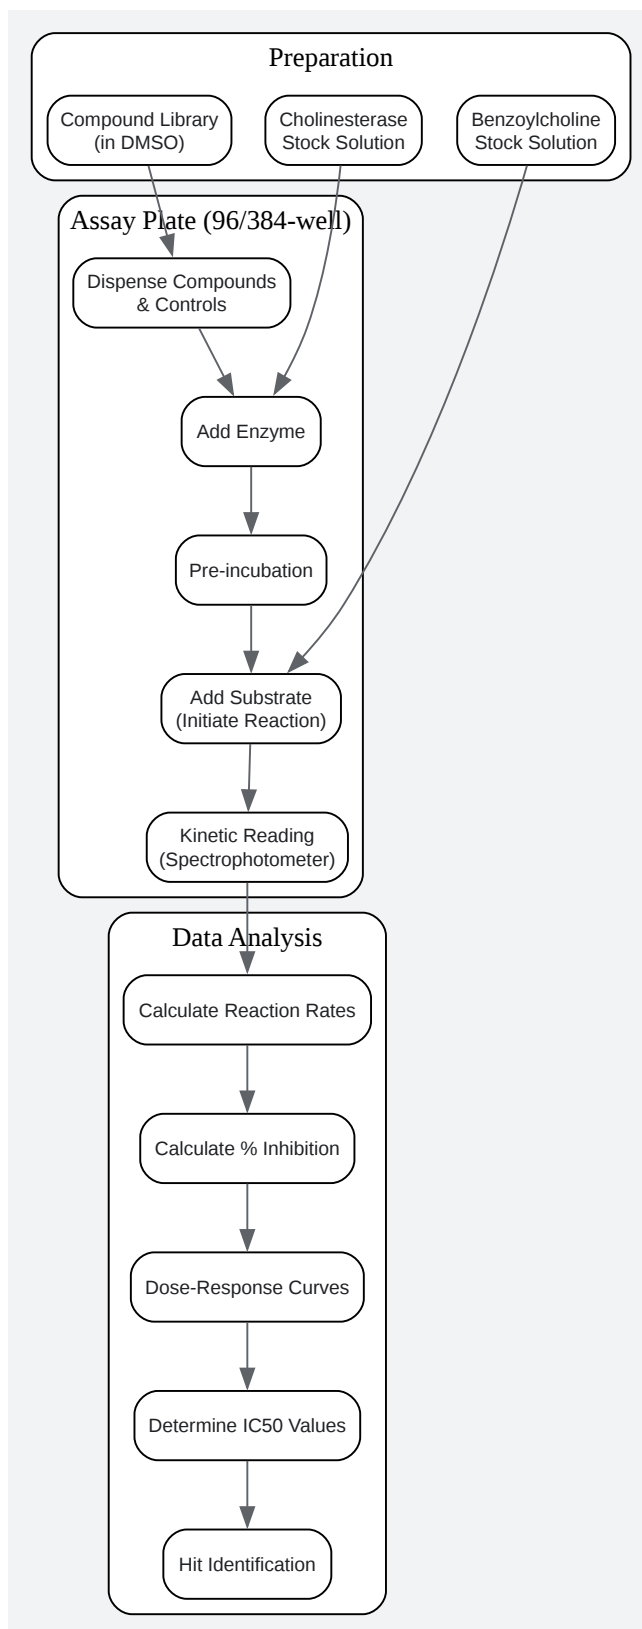 Preparation
Compound Library
(in DMSO)
Cholinesterase
Stock Solution
Benzoylcholine
Stock Solution
Assay Plate (96/384-well)
Dispense Compounds
& Controls
Add Enzyme
Pre-incubation
Add Substrate
(Initiate Reaction)
Kinetic Reading
(Spectrophotometer)
Data Analysis
Calculate Reaction Rates
Calculate % Inhibition
Dose-Response Curves
Determine IC50 Values
Hit Identification